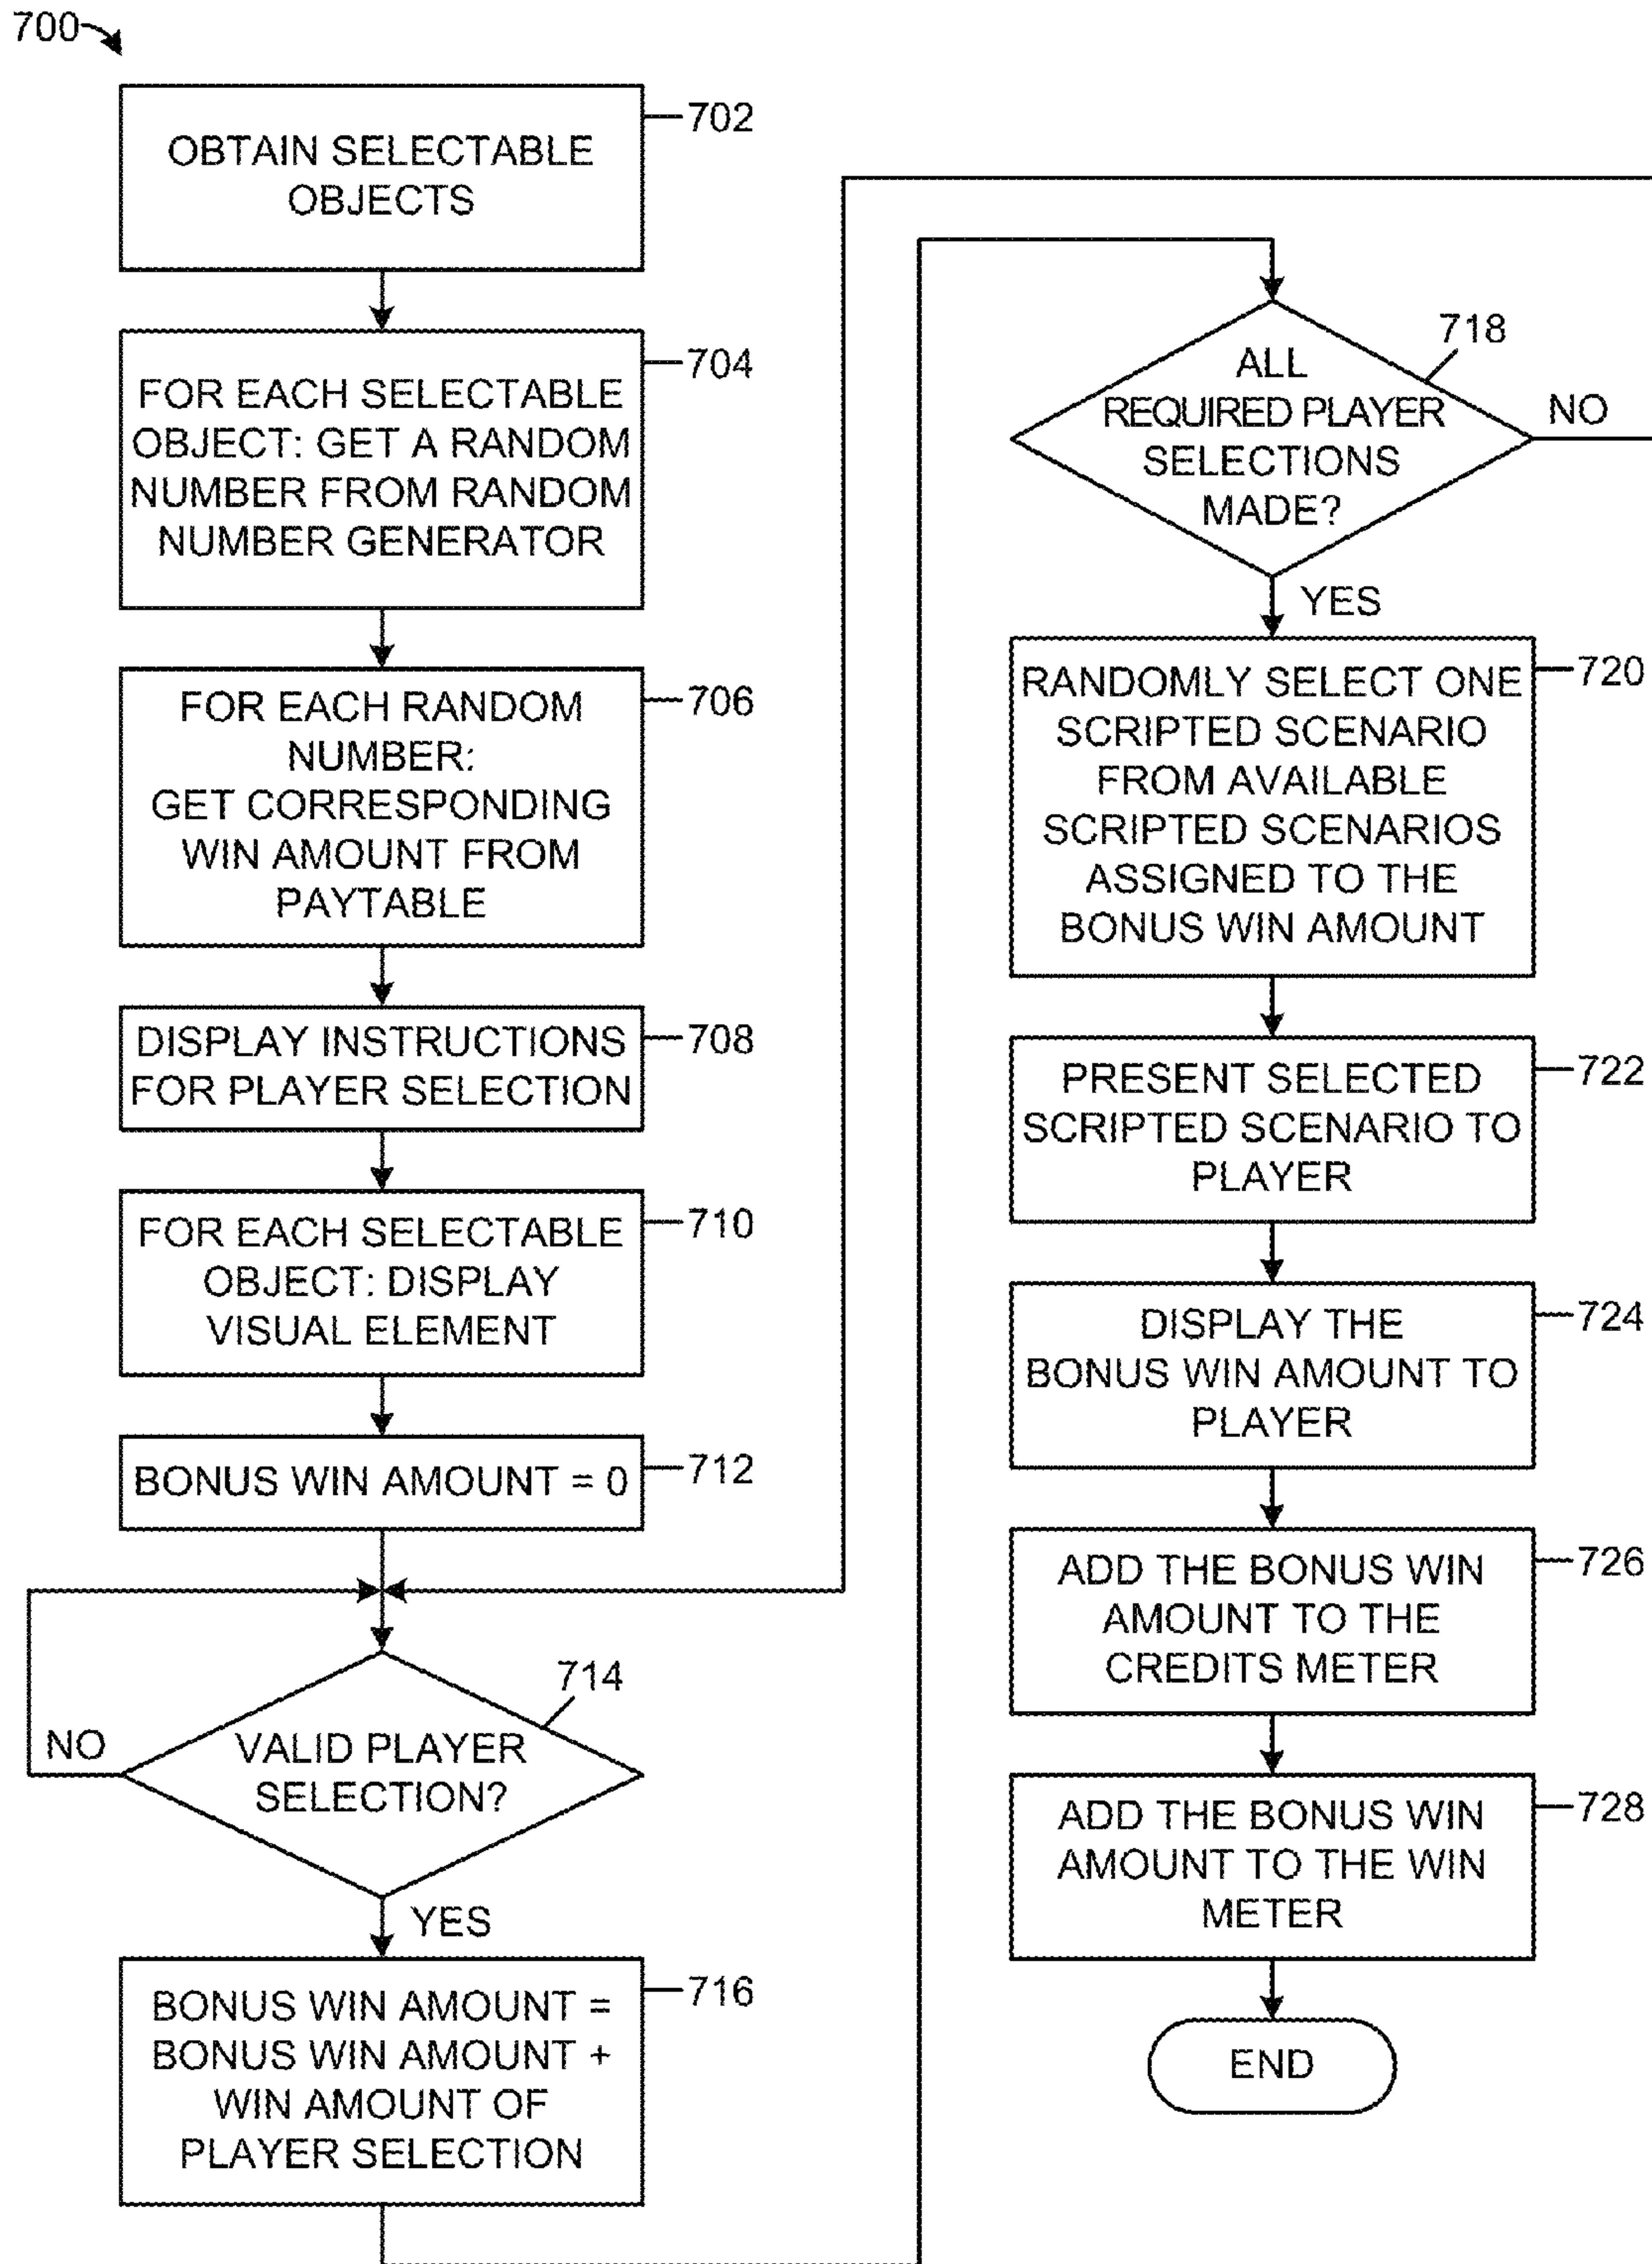 700
702
OBTAIN SELECTABLE
OBJECTS
704
FOR EACH SELECTABLE
OBJECT: GET A RANDOM
NUMBER FROM RANDOM
NUMBER GENERATOR
706
FOR EACH RANDOM
NUMBER:
GET CORRESPONDING
WIN AMOUNT FROM
PAYTABLE
708
DISPLAY INSTRUCTIONS
FOR PLAYER SELECTION
710
FOR EACH SELECTABLE
OBJECT: DISPLAY
VISUAL ELEMENT
712
BONUS WIN AMOUNT = 0
714
NO
VALID PLAYER
SELECTION?
YES
716
BONUS WIN AMOUNT =
BONUS WIN AMOUNT +
WIN AMOUNT OF
PLAYER SELECTION
718
ALL
REQUIRED PLAYER
SELECTIONS
MADE?
NO
YES
720
RANDOMLY SELECT ONE
SCRIPTED SCENARIO
FROM AVAILABLE
SCRIPTED SCENARIOS
ASSIGNED TO THE
BONUS WIN AMOUNT
722
PRESENT SELECTED
SCRIPTED SCENARIO TO
PLAYER
724
DISPLAY THE
BONUS WIN AMOUNT TO
PLAYER
726
ADD THE BONUS WIN
AMOUNT TO THE
CREDITS METER
728
ADD THE BONUS WIN
AMOUNT TO THE WIN
METER
END